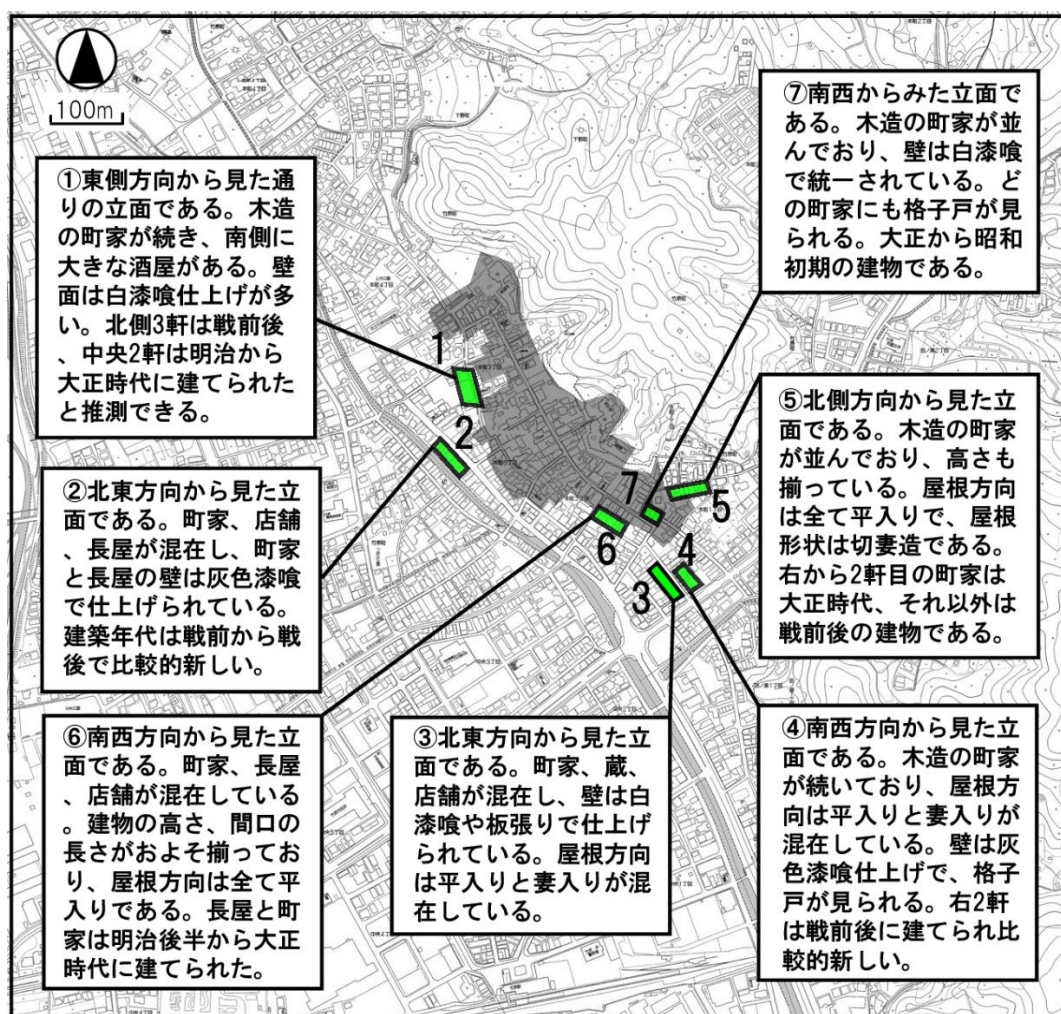 100m
①東側方向から見た通
りの立面である。木造
の町家が続き、南側に
大きな酒屋がある。壁
面は白漆喰仕上げが多
い。北側3軒は戦前後
、中央2軒は明治から
大正時代に建てられた
と推測できる。
②北東方向から見た立
面である。町家、店舗
、長屋が混在し、町家
と長屋の壁は灰色漆喰
で仕上げられている。
建築年代は戦前から戦
後で比較的新しい。
⑥南西方向から見た立
面である。町家、長屋
、店舗が混在している
。建物の高さ、間口の
長さがおよそ揃ってお
り、屋根方向は全て平
入りである。長屋と町
家は明治後半から大正
時代に建てられた。
③北東方向から見た立
面である。町家、蔵、
店舗が混在し、壁は白
漆喰や板張りで仕上げ
られている。屋根方向
は平入りと妻入りが混
在している。
⑦南西からみた立面で
ある。木造の町家が並
んでおり、壁は白漆喰
で統一されている。ど
の町家にも格子戸が見
られる。大正から昭和
初期の建物である。
⑤北側方向から見た立
面である。木造の町家
が並んでおり、高さも
揃っている。屋根方向
は全て平入りで、屋根
形状は切妻造である。
右から2軒目の町家は
大正時代、それ以外は
戦前後の建物である。
④南西方向から見た立
面である。木造の町家
が続いており、屋根方
向は平入りと妻入りが
混在している。壁は灰
色漆喰仕上げで、格子
戸が見られる。右2軒
は戦前後に建てられ比
較的新しい。
1
2
7
5
6
4
3